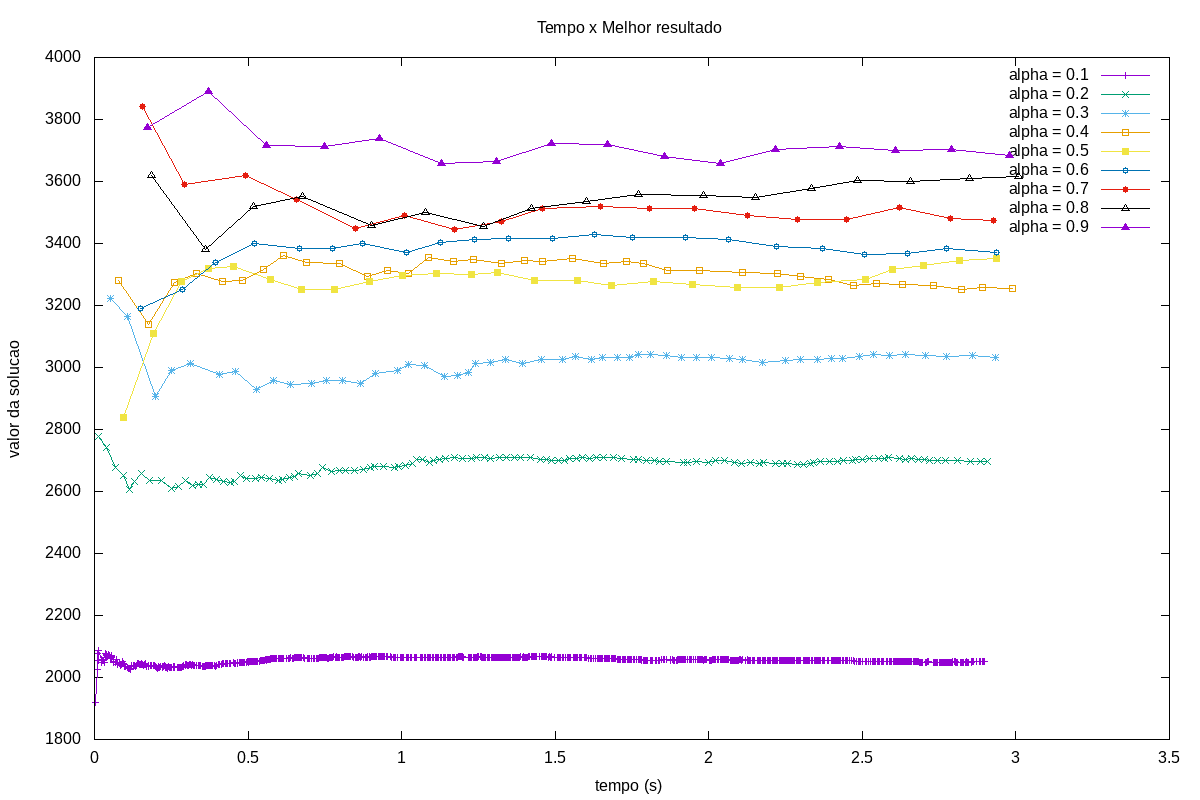 Tempo x Melhor resultado
4000
3800
3600
3400
3200
3000
2800
2600
2400
2200
2000
1800
valor da solucao
0 0.5 1 1.5 2 2.5 3 3.5
tempo (s)
alpha = 0.1
alpha = 0.2
alpha = 0.3
alpha = 0.4
alpha = 0.5
alpha = 0.6
alpha = 0.7
alpha = 0.8
alpha = 0.9